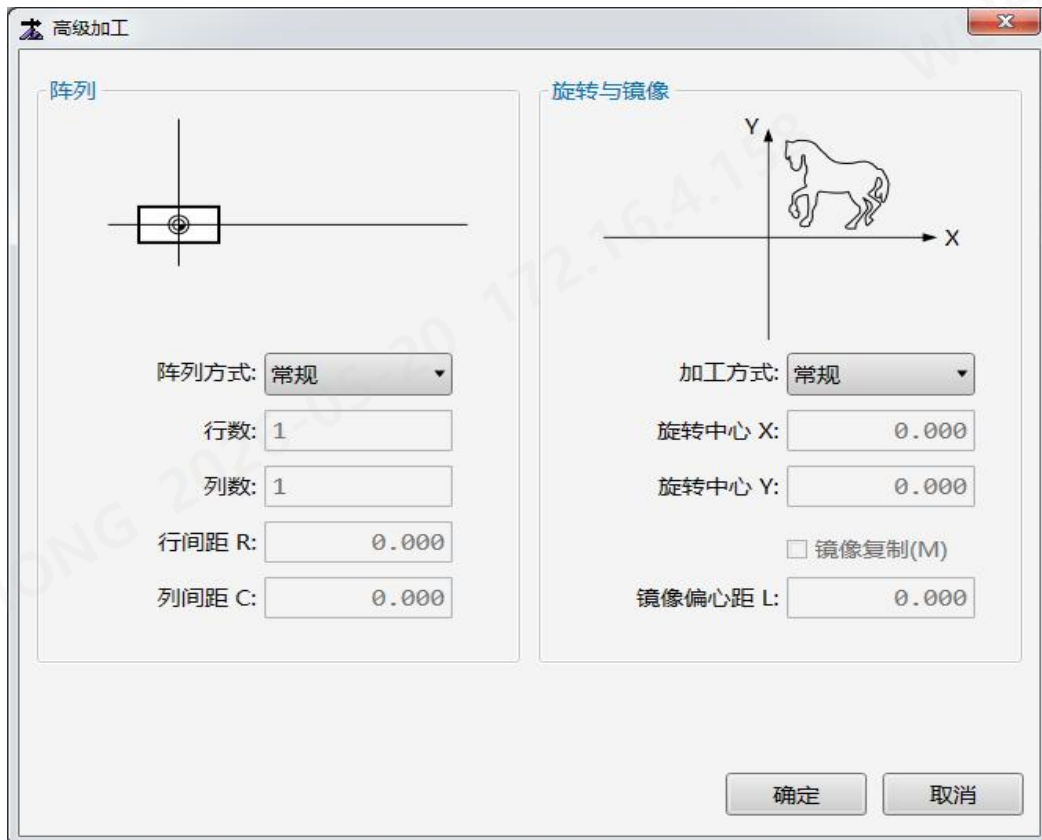 高级加工
阵列
阵列方式: 常规
行数: 1
列数: 1
行间距 R: 0.000
列间距 C: 0.000
旋转与镜像
Y
X
加工方式: 常规
旋转中心 X: 0.000
旋转中心 Y: 0.000
镜像复制(M)
镜像偏心距 L: 0.000
确定
取消